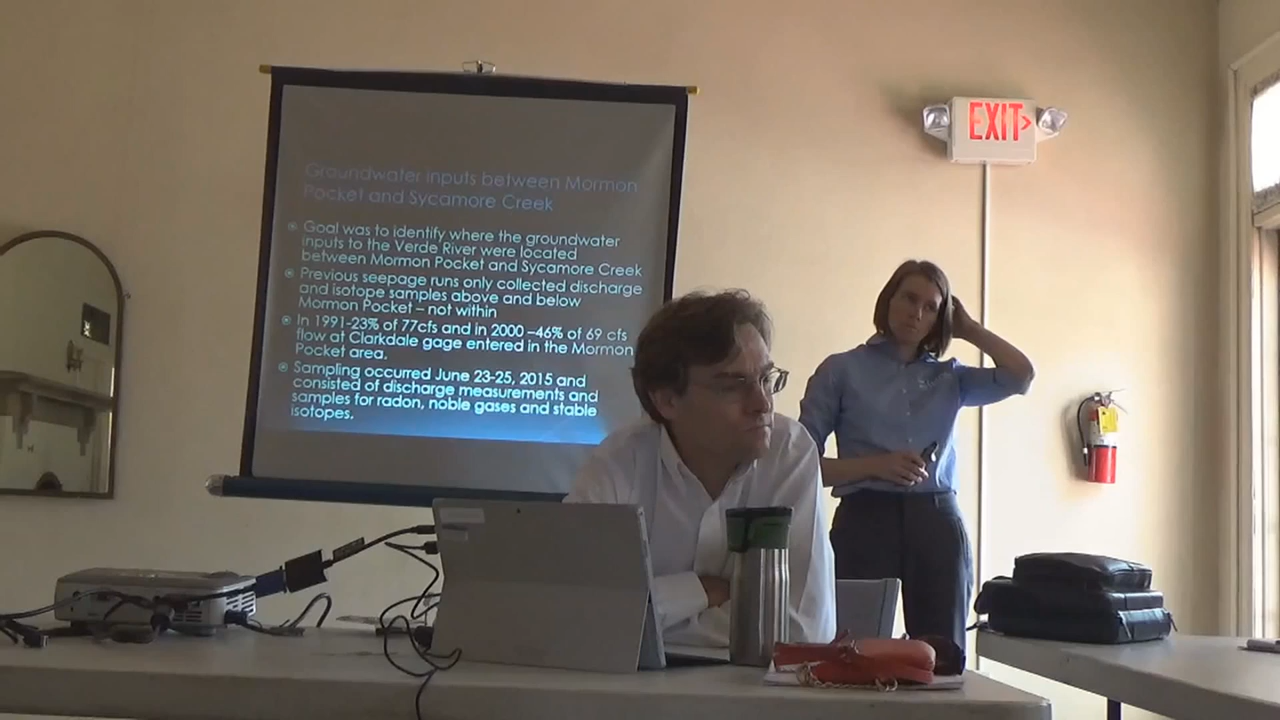 Groundwater inputs between Mormon
Pocket and Sycamore Creek
Goal was to identify where the groundwater
inputs to the Verde River were located
between Mormon Pocket and Sycamore Creek
Previous seepage runs only collected discharge
and isotope samples above and below
Mormon Pocket – not within
In 1991-23% of 77cfs and in 2000 –46% of 69 cfs
flow at Clarkdale gage entered in the Mormon
Pocket area.
Sampling occurred June 23-25, 2015 and
consisted of discharge measurements and
samples for radon, noble gases and stable
isotopes.
EXIT>